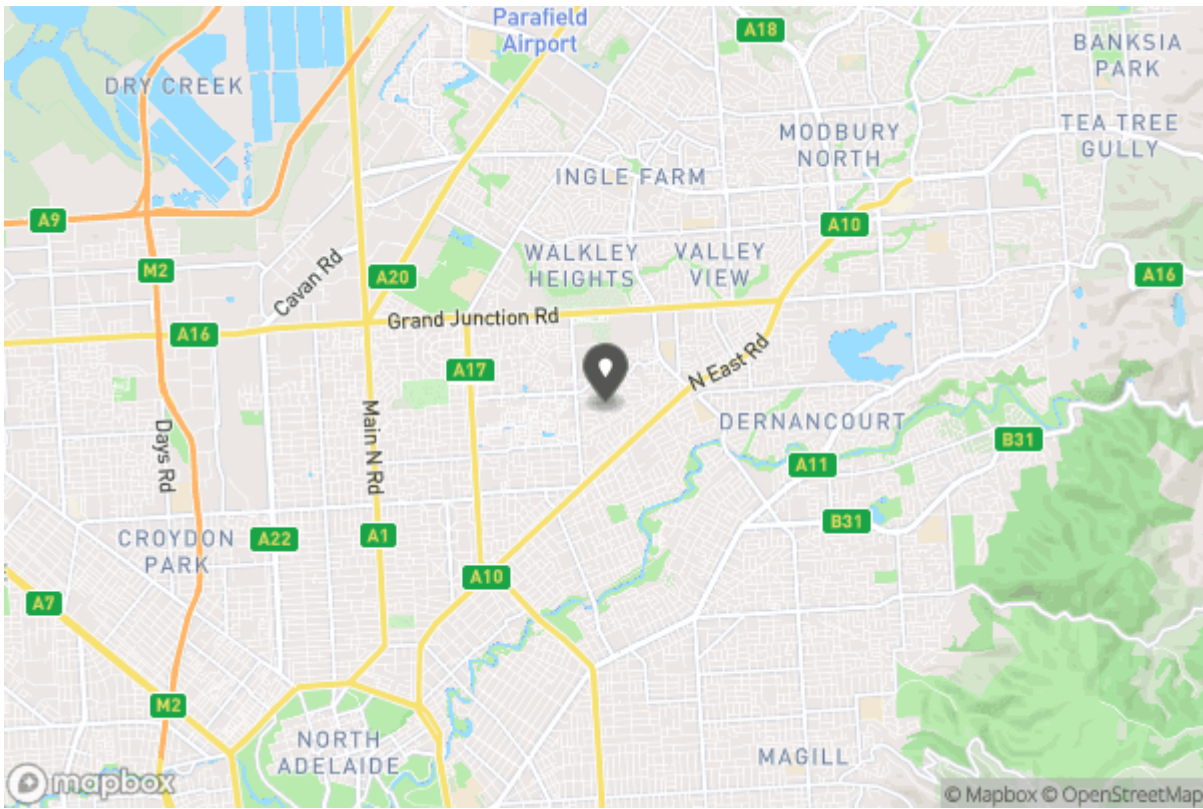 Parafield
Airport
A18
BANKSIA
PARK
DRY CREEK
MODBURY
NORTH
TEA TREE
GULLY
INGLE FARM
A9
A10
WALKLEY
HEIGHTS
VALLEY
VIEW
M2
Cavan Rd
A20
A16
A16
Grand Junction Rd
A17
N East Rd
Main N Rd
Days Rd
DERNANCOURT
B31
A11
B31
CROYDON
PARK
A22
A1
A10
A7
M2
NORTH
ADELAIDE
MAGILL
mapbox
© Mapbox © OpenStreetMap